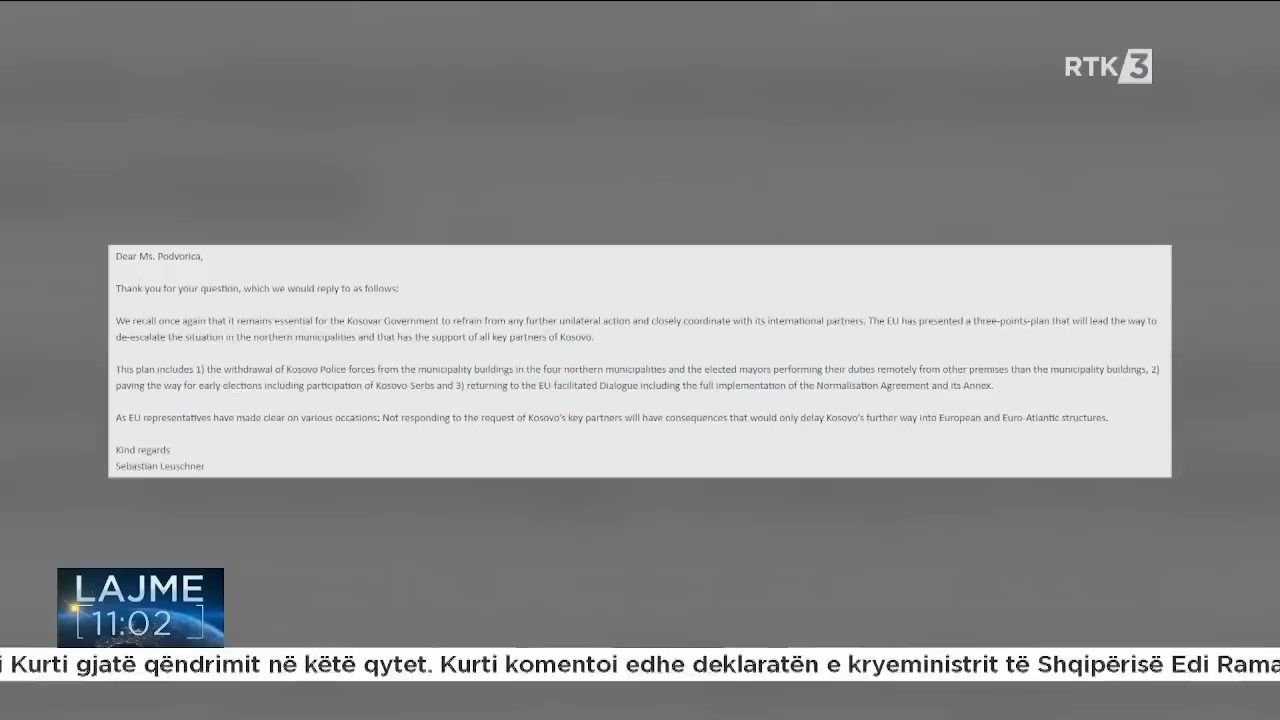 RTK 3
Dear Ms. Podvorica,
Thank you for your question, which we would reply to as follows:
We recall once again that it remains essential for the Kosovar Government to refrain from any further unilateral action and closely coordinate with its international partners. The EU has presented a three-points-plan that will lead the way to
de-escalate the situation in the northern municipalities and that has the support of all key partners of Kosovo.
This plan includes 1) the withdrawal of Kosovo Police forces from the municipality buildings in the four northern municipalities and the elected mayors performing their duties remotely from other premises than the municipality buildings, 2)
paving the way for early elections including participation of Kosovo Serbs and 3) returning to the EU-facilitated Dialogue including the full implementation of the Normalisation Agreement and its Annex.
As EU representatives have made clear on various occasions: Not responding to the request of Kosovo's key partners will have consequences that would only delay Kosovo's further way into European and Euro-Atlantic structures.
Kind regards
Sebastian Leuschner
LAJME
11:02
i Kurti gjatë qëndrimit në këtë qytet. Kurti komentoi edhe deklaratën e kryeministrit të Shqipërisë Edi Rama